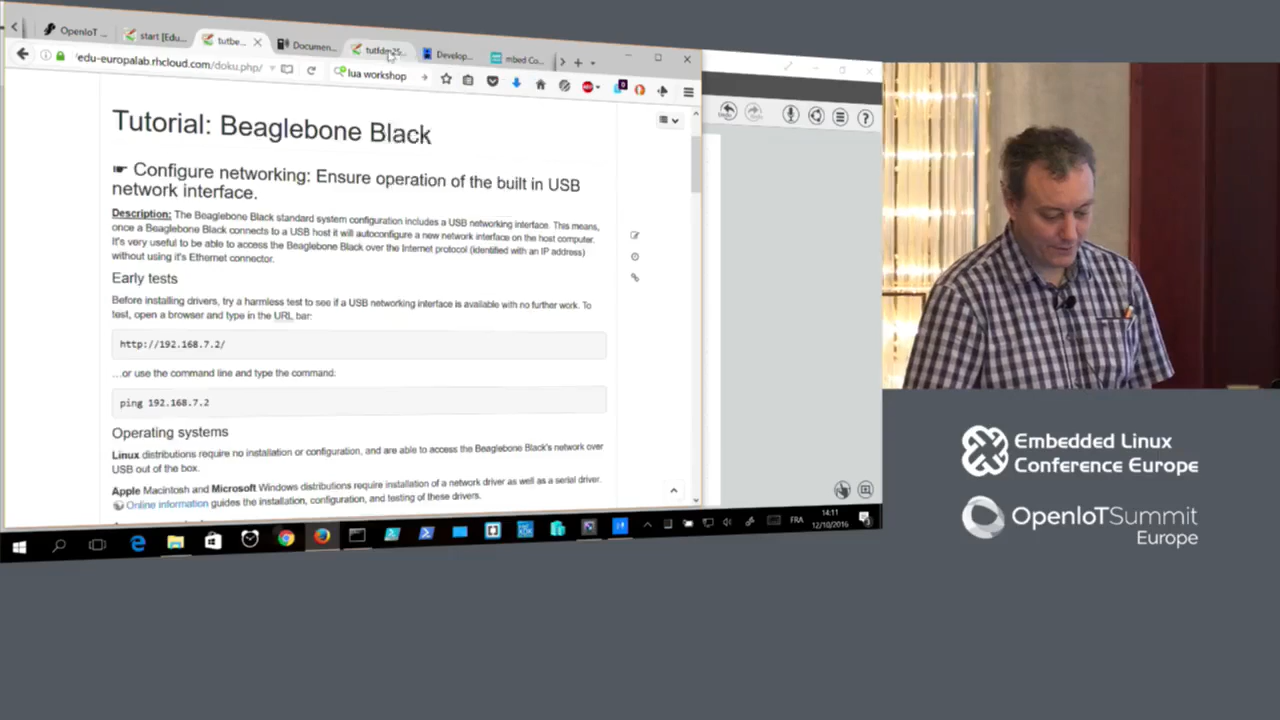 OpenIoT ...
start [Edu...
tutbe...
Documen...
tutfdm25...
Develop...
mbed Co...
edu-europalab.rhcloud.com/doku.php/
lua workshop
Tutorial: Beaglebone Black
Configure networking: Ensure operation of the built in USB
network interface.
Description: The Beaglebone Black standard system configuration includes a USB networking interface. This means,
once a Beaglebone Black connects to a USB host it will autoconfigure a new network interface on the host computer.
It's very useful to be able to access the Beaglebone Black over the Internet protocol (identified with an IP address)
without using it's Ethernet connector.
Early tests
Before installing drivers, try a harmless test to see if a USB networking interface is available with no further work. To
test, open a browser and type in the URL bar:
http://192.168.7.2/
...or use the command line and type the command:
ping 192.168.7.2
Operating systems
Linux distributions require no installation or configuration, and are able to access the Beaglebone Black's network over
USB out of the box.
Apple Macintosh and Microsoft Windows distributions require installation of a network driver as well as a serial driver.
Online information guides the installation, configuration, and testing of these drivers.
FRA
14:11
12/10/2016
Embedded Linux
Conference Europe
OpenIoTSummit
Europe